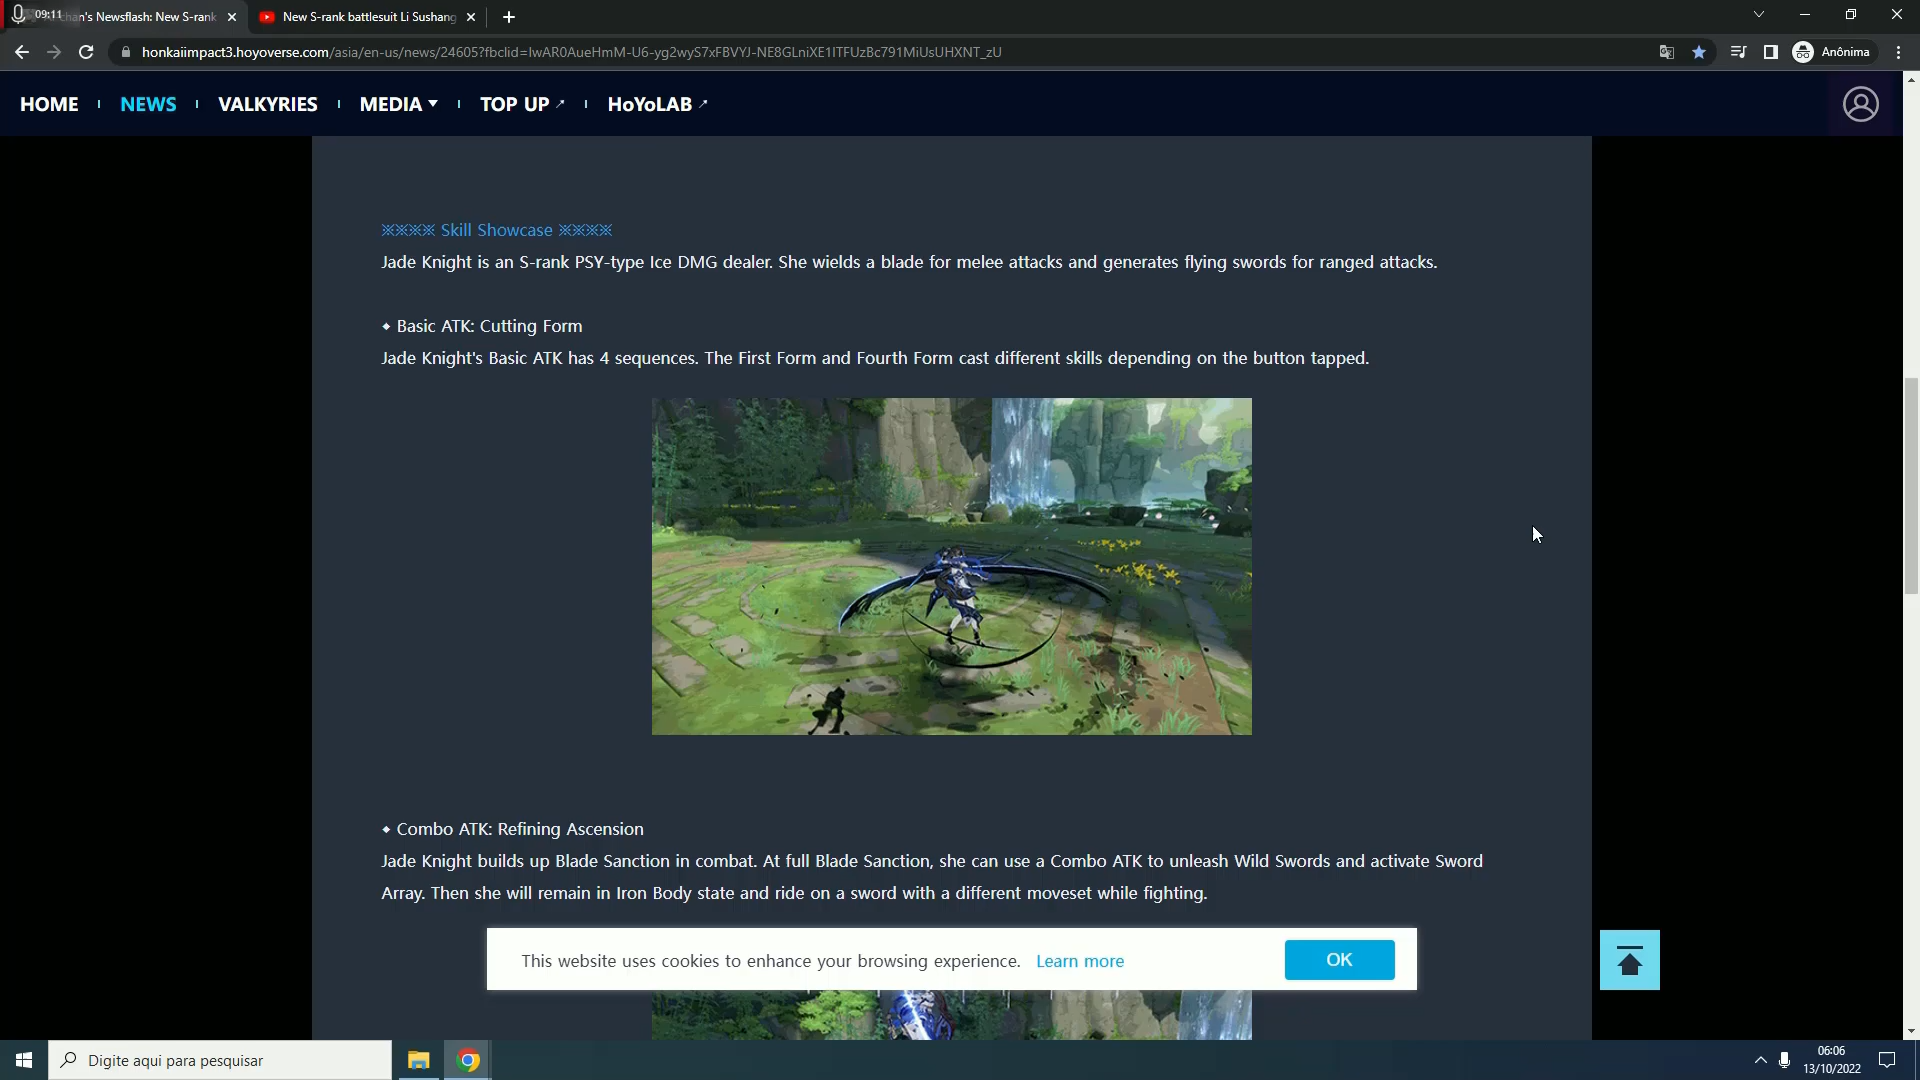 09:11
chan's Newsflash: New S-rank
New S-rank battlesuit Li Sushang
honkaiimpact3.hoyoverse.com/asia/en-us/news/24605?fbclid=IwAR0AueHmM-U6-yg2wyS7xFBVYJ-NE8GLniXE1ITFUzBc791MiUsUHXNT_zU
Anônima
HOME
NEWS
VALKYRIES
MEDIA
TOP UP
HoYoLAB
※※※※ Skill Showcase ※※※※
Jade Knight is an S-rank PSY-type Ice DMG dealer. She wields a blade for melee attacks and generates flying swords for ranged attacks.
◆ Basic ATK: Cutting Form
Jade Knight's Basic ATK has 4 sequences. The First Form and Fourth Form cast different skills depending on the button tapped.
◆ Combo ATK: Refining Ascension
Jade Knight builds up Blade Sanction in combat. At full Blade Sanction, she can use a Combo ATK to unleash Wild Swords and activate Sword
Array. Then she will remain in Iron Body state and ride on a sword with a different moveset while fighting.
This website uses cookies to enhance your browsing experience. Learn more
OK
Digite aqui para pesquisar
06:06
13/10/2022